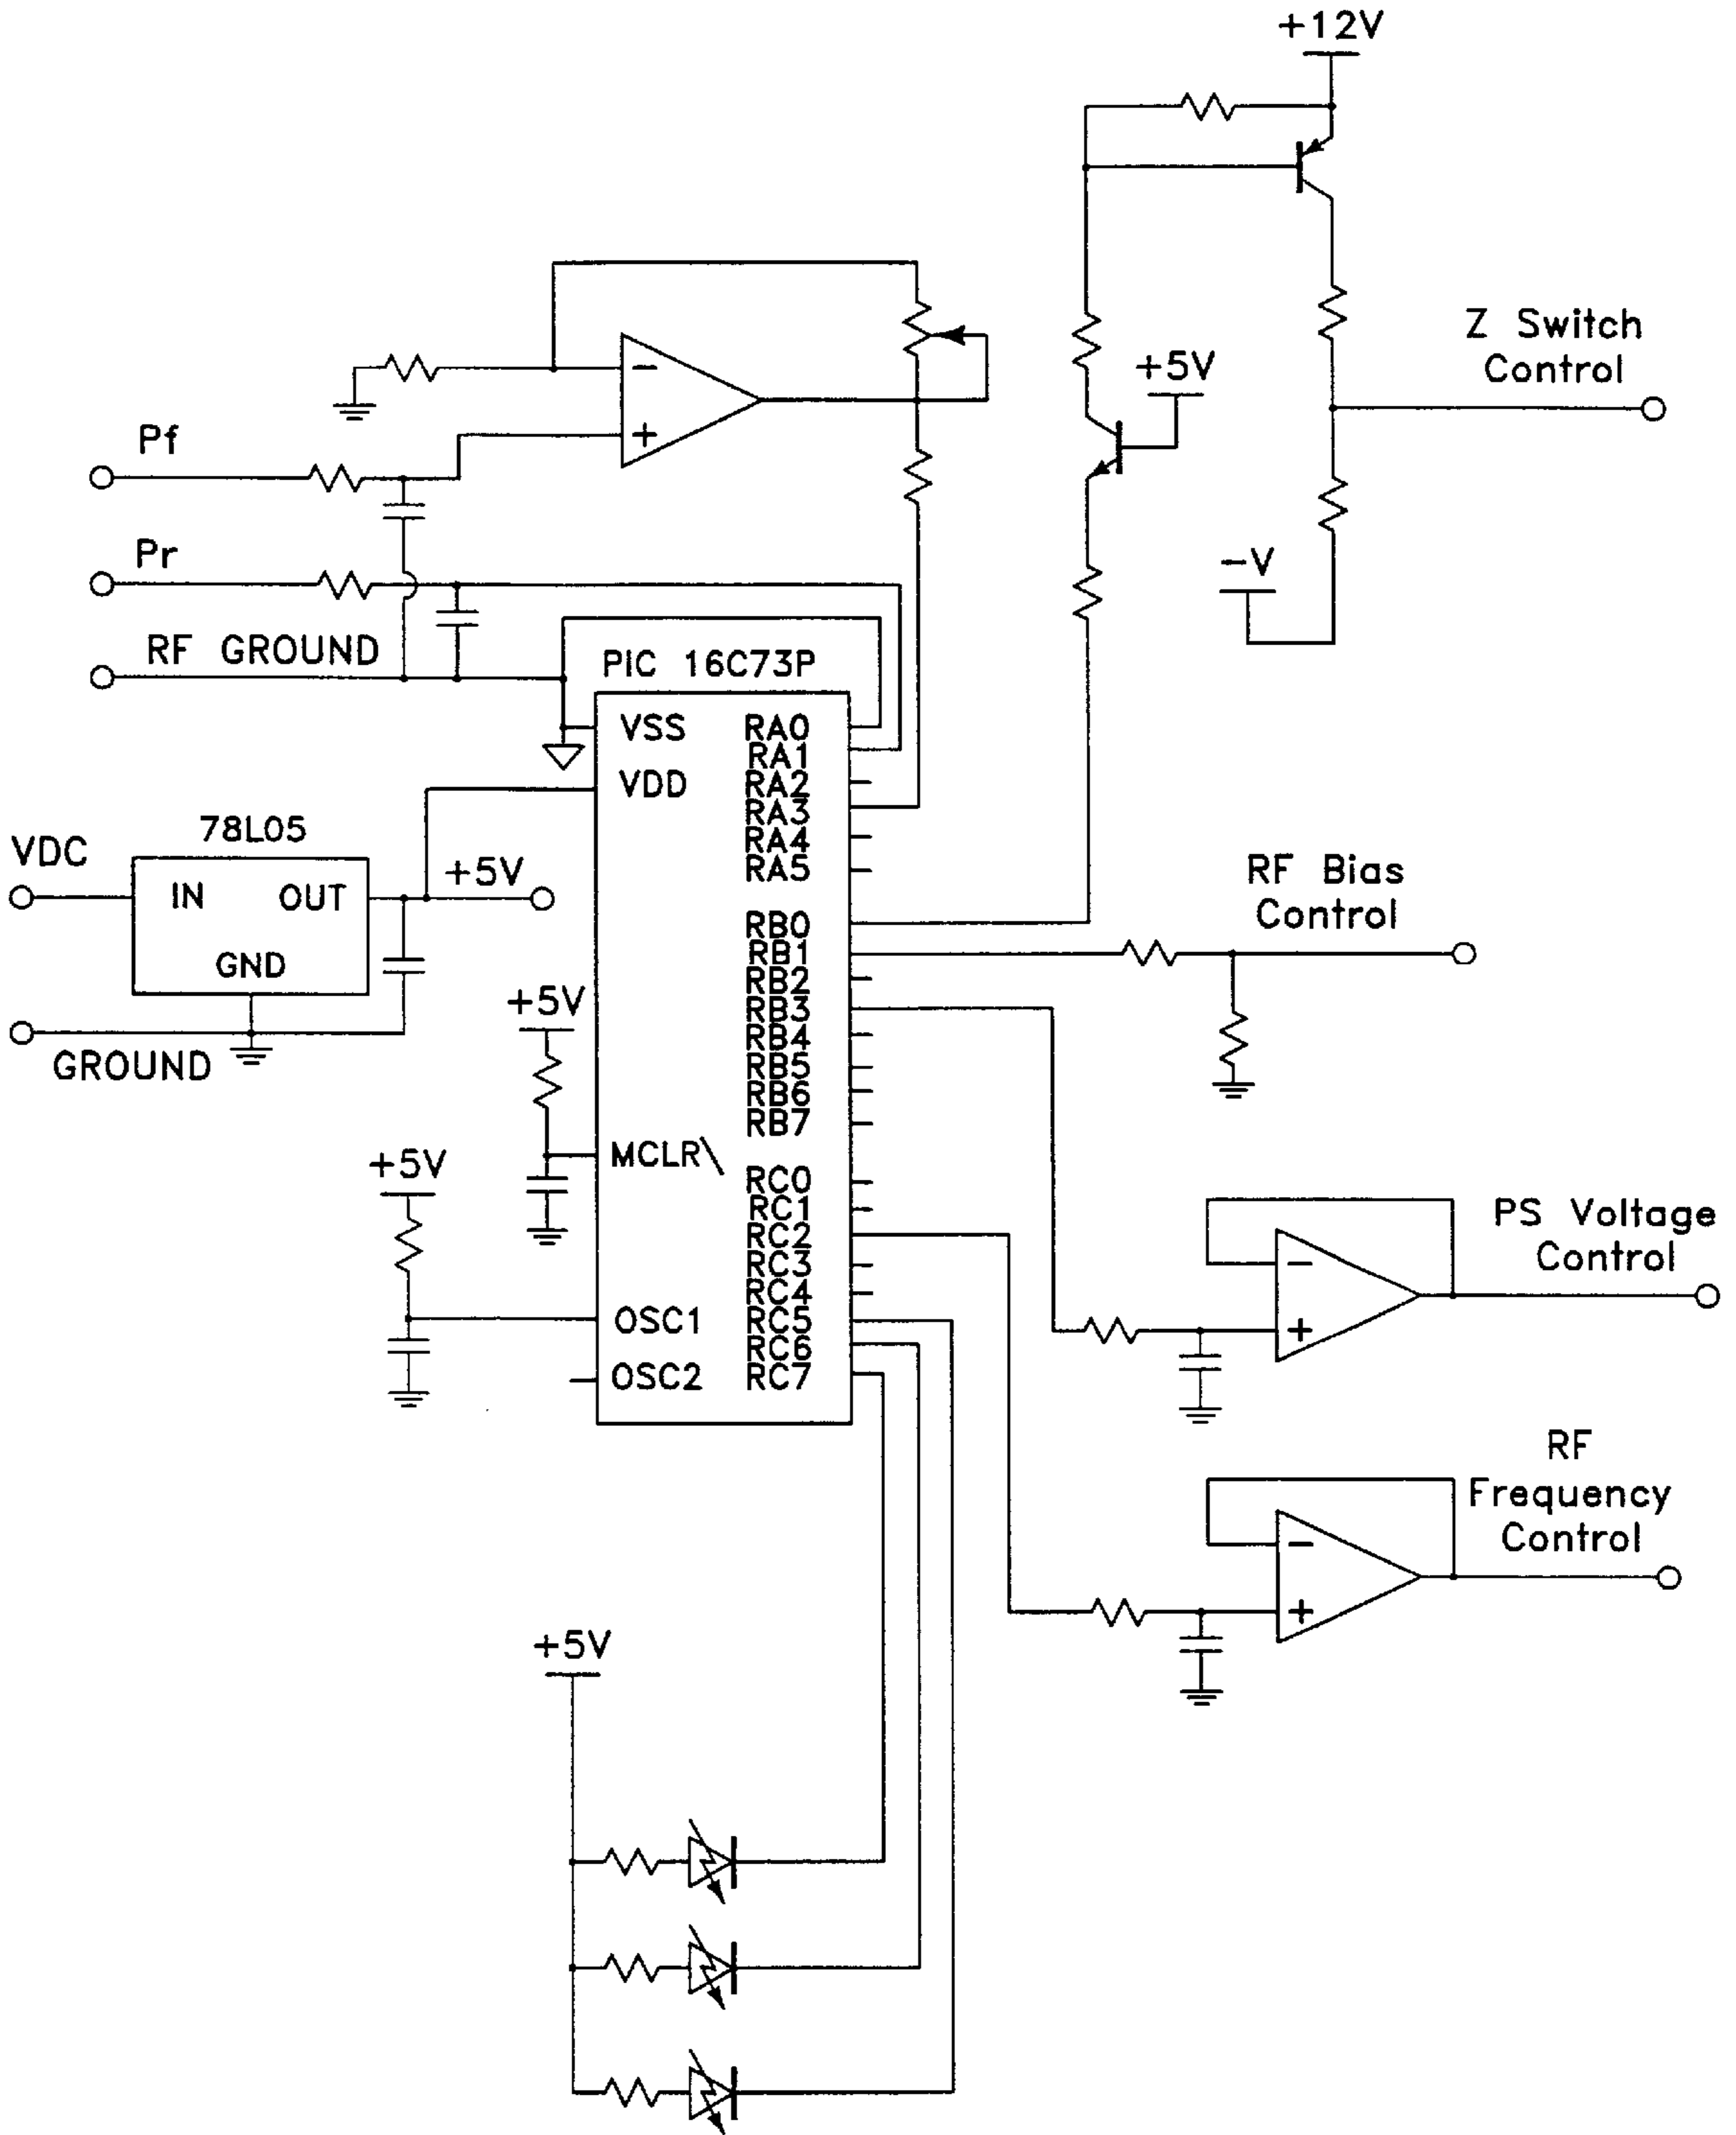 +12V
Z Switch
Control
+5V
Pf
Pr
-V
RF GROUND
PIC 16C73P
VSS
VDD
RA0
RA1
RA2
RA3
RA4
RA5
78L05
VDC
IN
OUT
GND
+5V
GROUND
RB0
RB1
RB2
RB3
RB4
RB5
RB6
RB7
RF Bias
Control
+5V
MCLR\
+5V
RC0
RC1
RC2
RC3
RC4
RC5
RC6
RC7
OSC1
OSC2
PS Voltage
Control
RF
Frequency
Control
+5V